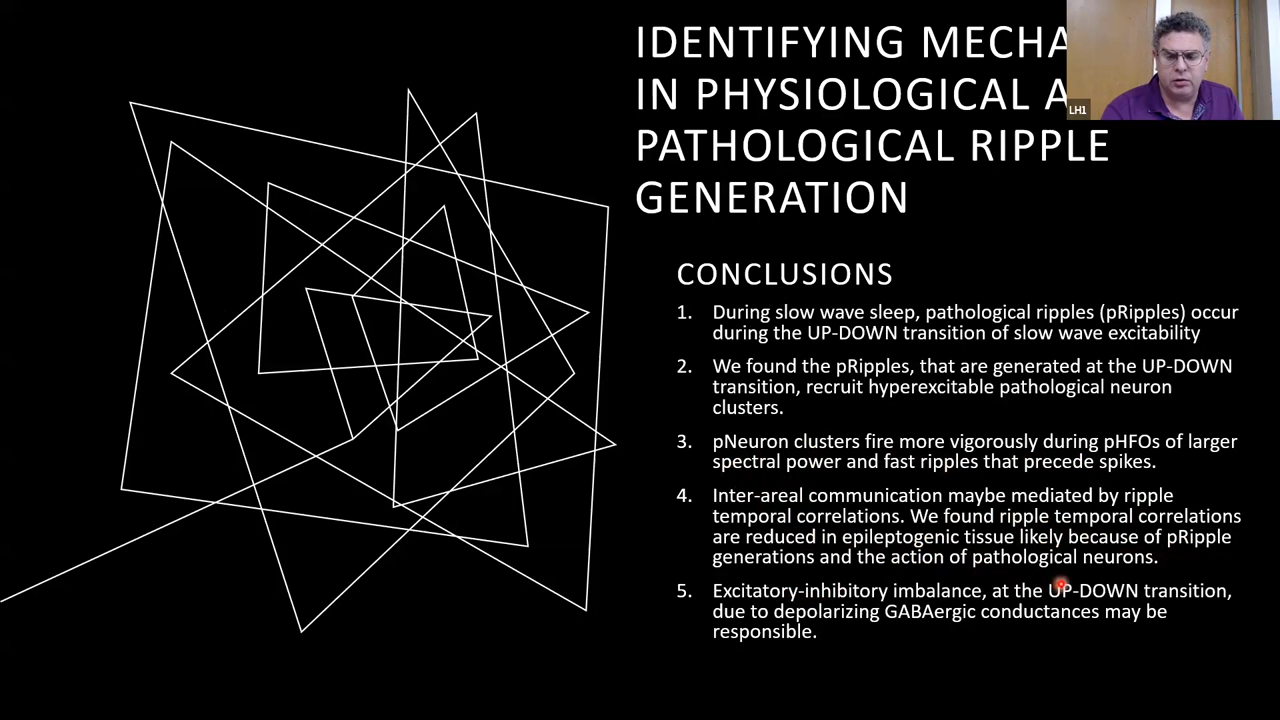 IDENTIFYING MECHA
IN PHYSIOLOGICAL A
PATHOLOGICAL RIPPLE
GENERATION
LH1
CONCLUSIONS
1. During slow wave sleep, pathological ripples (pRipples) occur
during the UP-DOWN transition of slow wave excitability
2. We found the pRipples, that are generated at the UP-DOWN
transition, recruit hyperexcitable pathological neuron
clusters.
3. pNeuron clusters fire more vigorously during pHFOs of larger
spectral power and fast ripples that precede spikes.
4. Inter-areal communication maybe mediated by ripple
temporal correlations. We found ripple temporal correlations
are reduced in epileptogenic tissue likely because of pRipple
generations and the action of pathological neurons.
5. Excitatory-inhibitory imbalance, at the UP-DOWN transition,
due to depolarizing GABAergic conductances may be
responsible.